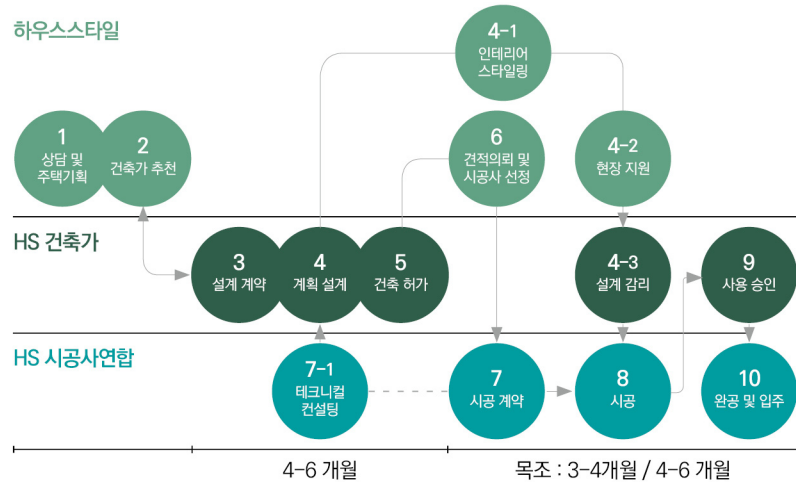 하우스스타일
4-1
인테리어
스타일링
1
상담 및
주택기획
2
건축가 추천
6
견적의뢰 및
시공사 선정
4-2
현장 지원
HS 건축가
3
설계 계약
4
계획 설계
5
건축 허가
4-3
설계 감리
9
사용 승인
HS 시공사연합
7-1
테크니컬
컨설팅
7
시공 계약
8
시공
10
완공 및 입주
4-6 개월
목조 : 3-4개월 / 4-6 개월